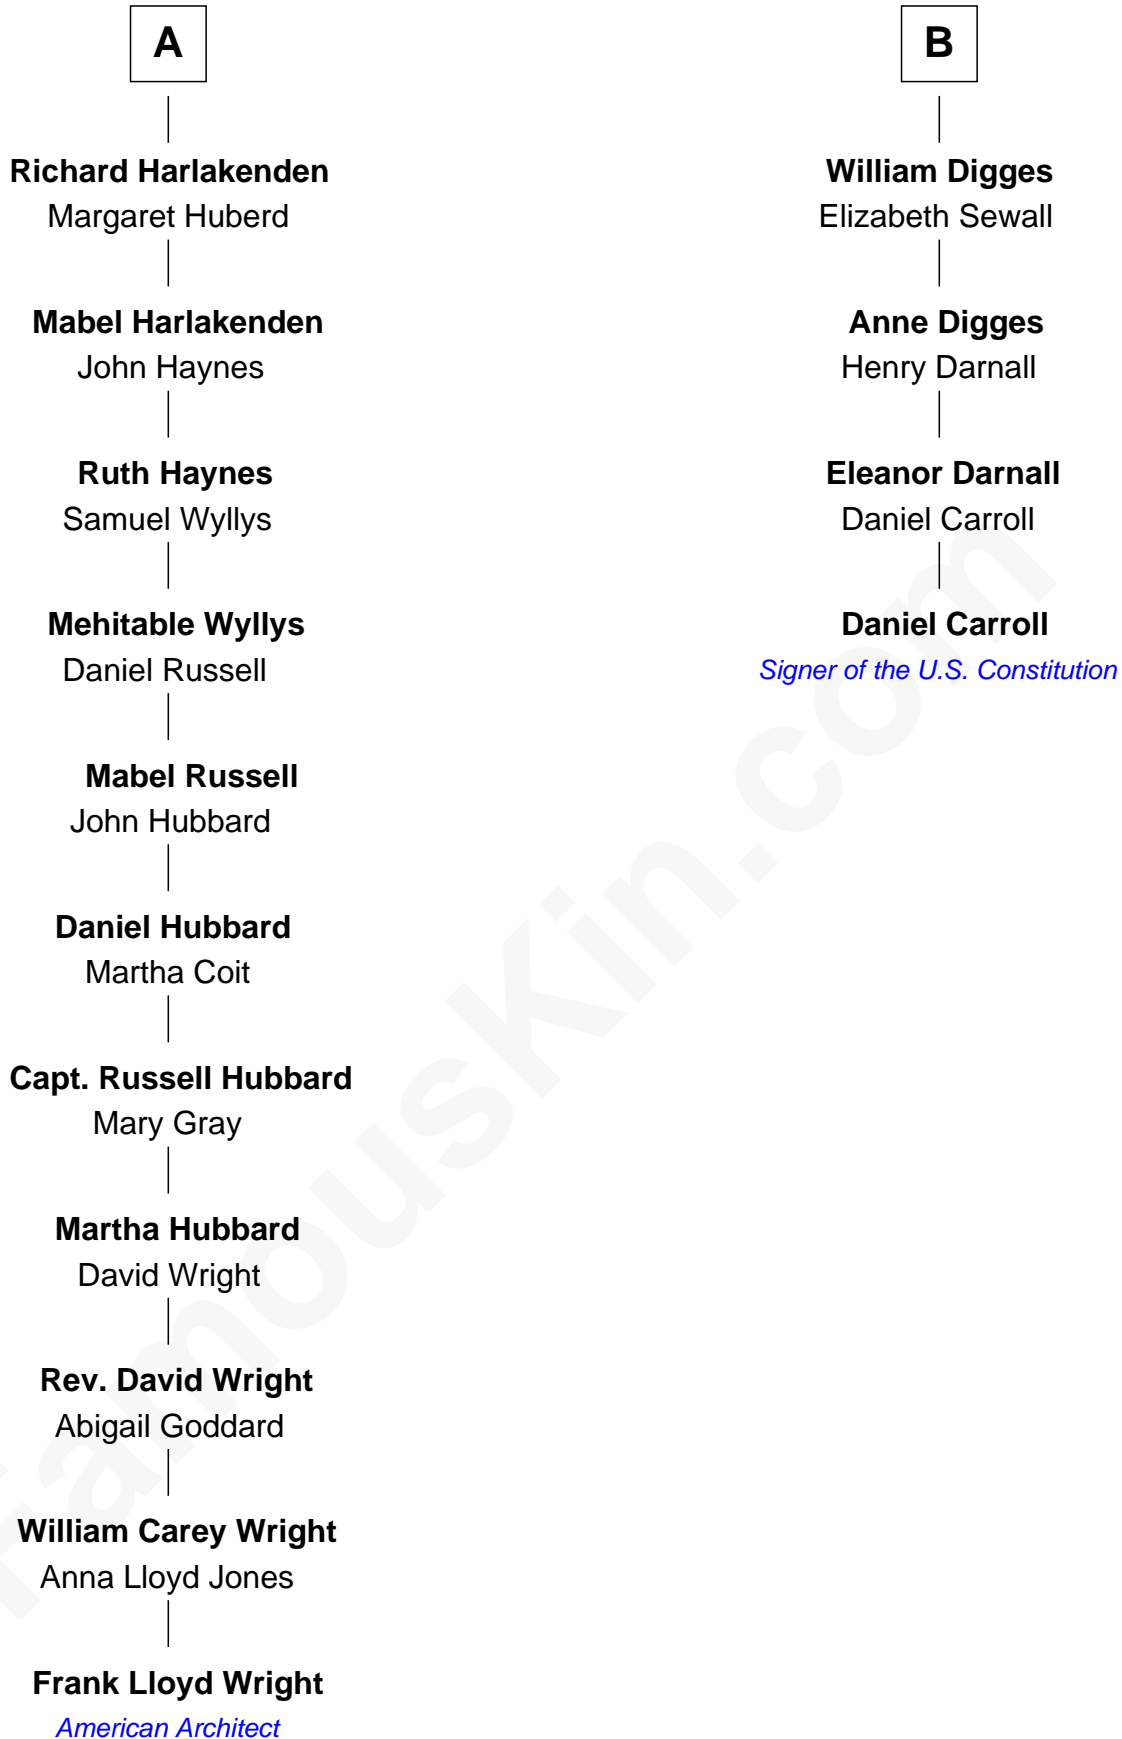 A
Richard Harlakenden
Margaret Huberd
Mabel Harlakenden
John Haynes
Ruth Haynes
Samuel Wyllys
Mehitable Wyllys
Daniel Russell
Mabel Russell
John Hubbard
Daniel Hubbard
Martha Coit
Capt. Russell Hubbard
Mary Gray
Martha Hubbard
David Wright
Rev. David Wright
Abigail Goddard
William Carey Wright
Anna Lloyd Jones
Frank Lloyd Wright
American Architect
B
William Digges
Elizabeth Sewall
Anne Digges
Henry Darnall
Eleanor Darnall
Daniel Carroll
Daniel Carroll
Signer of the U.S. Constitution
FamousKin.com